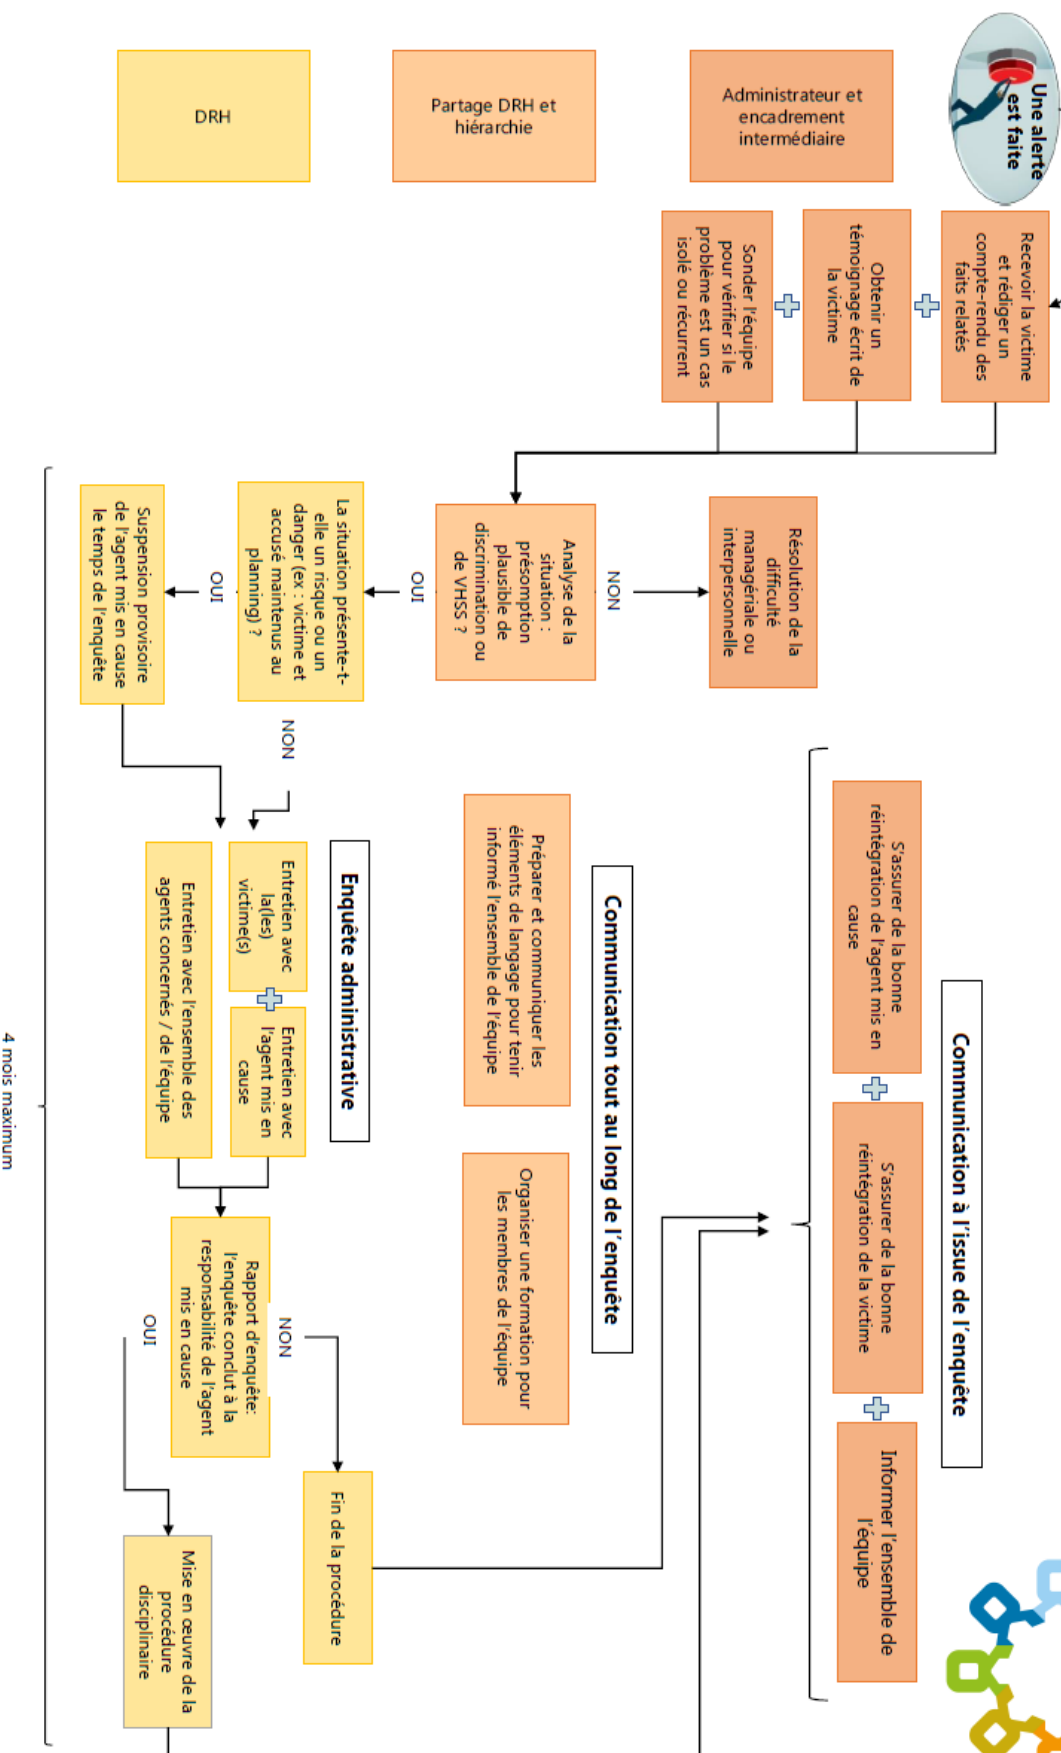 Une alerte
est faite
Administrateur et
encadrement
intermédiaire
Partage DRH et
hiérarchie
DRH
Recevoir la victime
et rédiger un
compte-rendu des
faits relatés
Obtenir un
témoignage écrit de
la victime
Sonder l'équipe
pour vérifier si le
problème est un cas
isolé ou récurrent
Résolution de la
difficulté
managériale ou
interpersonnelle
NON
Analyse de la
situation :
présomption
plausible de
discrimination ou
de VHSS ?
OUI
La situation présente-t-
elle un risque ou un
danger (ex : victime et
accusé maintenus au
planning) ?
OUI
Suspension provisoire
de l'agent mis en cause
le temps de l'enquête
NON
Communication à l'issue de l'enquête
S'assurer de la bonne
réintégration de l'agent mis en
cause
S'assurer de la bonne
réintégration de la victime
Informer l'ensemble de
l'équipe
Communication tout au long de l'enquête
Préparer et communiquer les
éléments de langage pour tenir
informé l'ensemble de l'équipe
Organiser une formation pour
les membres de l'équipe
Enquête administrative
Entretien avec
la(les)
victime(s)
Entretien avec
l'agent mis en
cause
Entretien avec l'ensemble des
agents concernés / de l'équipe
Rapport d'enquête:
l'enquête conclut à la
responsabilité de l'agent
mis en cause
NON
OUI
Fin de la procédure
Mise en œuvre de la
procédure
disciplinaire
4 mois maximum